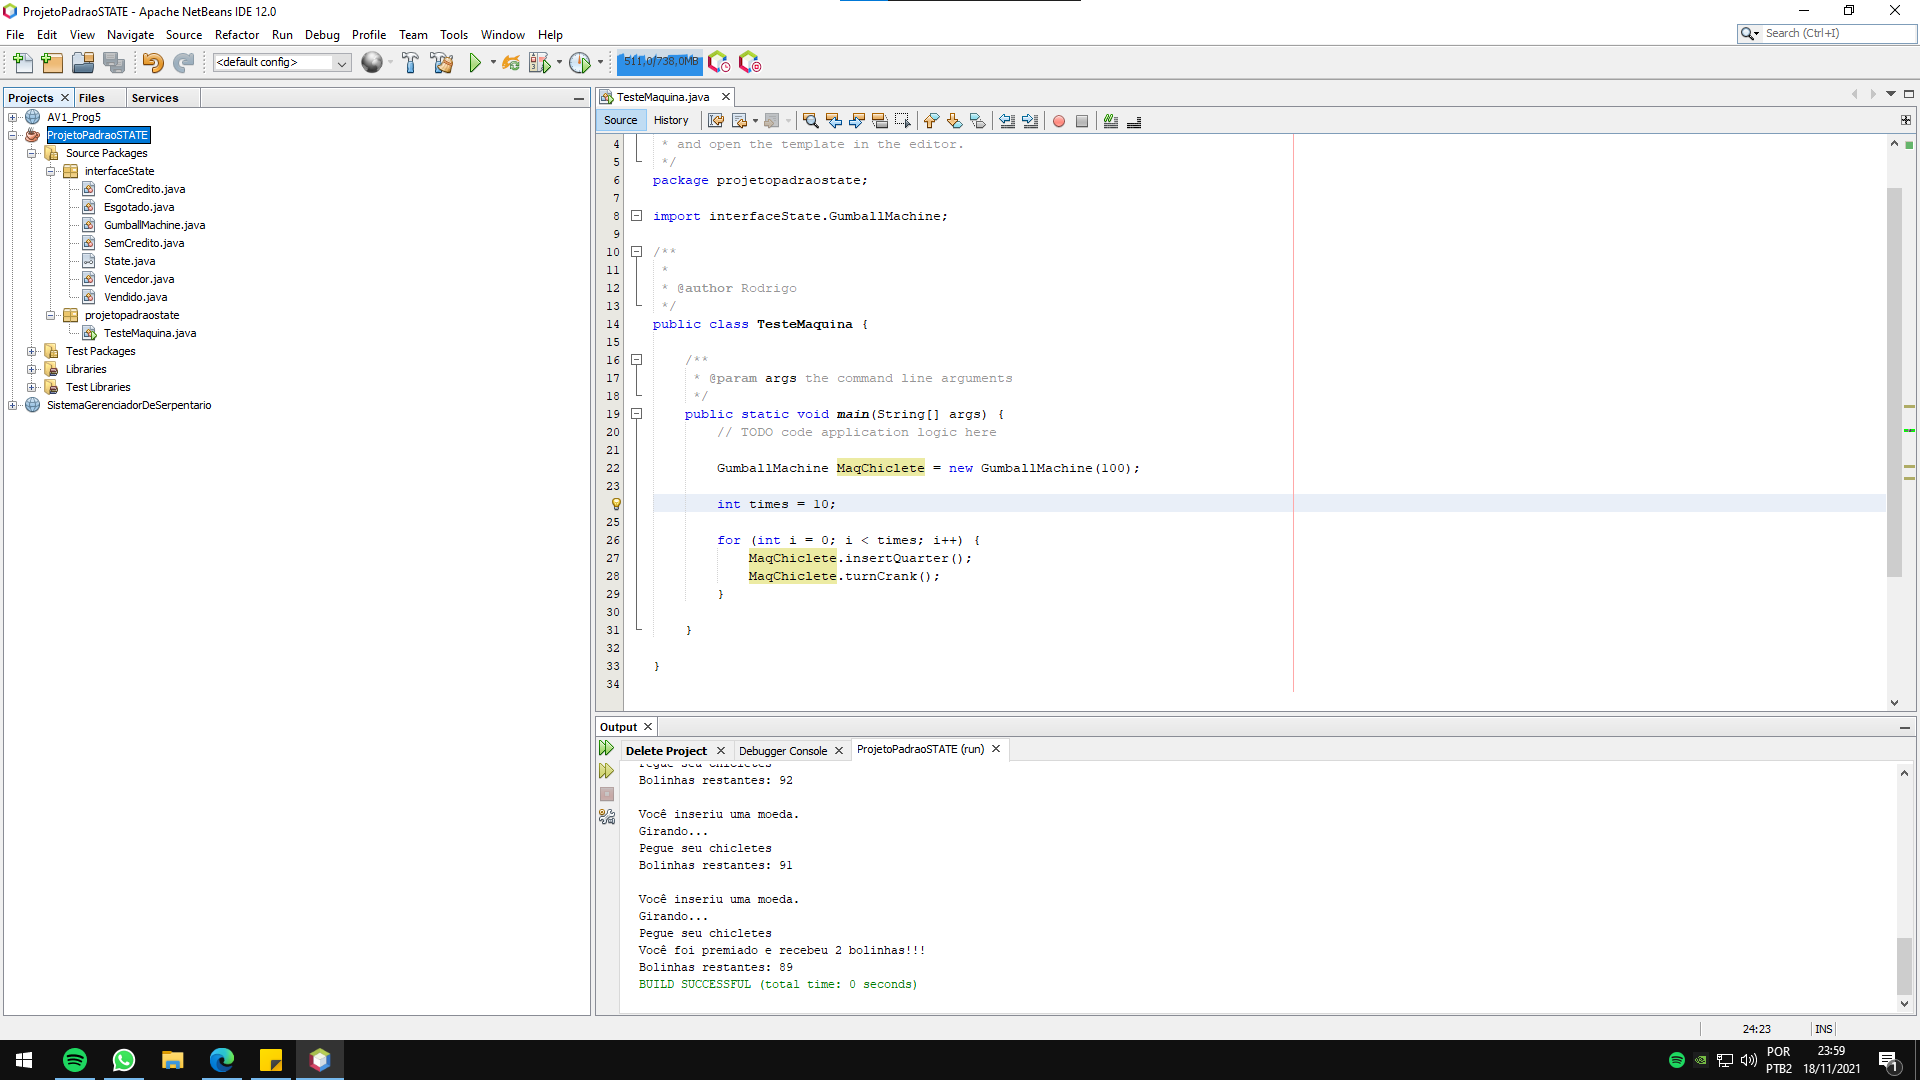 ProjetoPadraoSTATE - Apache NetBeans IDE 12.0
File Edit View Navigate Source Refactor Run Debug Profile Team Tools Window Help
Search (Ctrl+I)
<default config>
511,0/738,0MB
Projects Files Services
AV1_Prog5
ProjetoPadraoSTATE
Source Packages
interfaceState
ComCredito.java
Esgotado.java
GumballMachine.java
SemCredito.java
State.java
Vencedor.java
Vendido.java
projetopadraostate
TesteMaquina.java
Test Packages
Libraries
Test Libraries
SistemaGerenciadorDeSerpentario
TesteMaquina.java
Source History
4 * and open the template in the editor.
5 */
6 package projetopadraostate;
7
8 import interfaceState.GumballMachine;
9
10 /**
11 *
12 * @author Rodrigo
13 */
14 public class TesteMaquina {
15
16 /**
17 * @param args the command line arguments
18 */
19 public static void main(String[] args) {
20 // TODO code application logic here
21
22 GumballMachine MaqChiclete = new GumballMachine(100);
23
int times = 10;
25
26 for (int i = 0; i < times; i++) {
27 MaqChiclete.insertQuarter();
28 MaqChiclete.turnCrank();
29 }
30
31 }
32
33 }
34
Output
Delete Project Debugger Console ProjetoPadraoSTATE (run)
Pegue seu chicletes
Bolinhas restantes: 92
Você inseriu uma moeda.
Girando...
Pegue seu chicletes
Bolinhas restantes: 91
Você inseriu uma moeda.
Girando...
Pegue seu chicletes
Você foi premiado e recebeu 2 bolinhas!!!
Bolinhas restantes: 89
BUILD SUCCESSFUL (total time: 0 seconds)
24:23 INS
POR
PTB2
23:59
18/11/2021
1